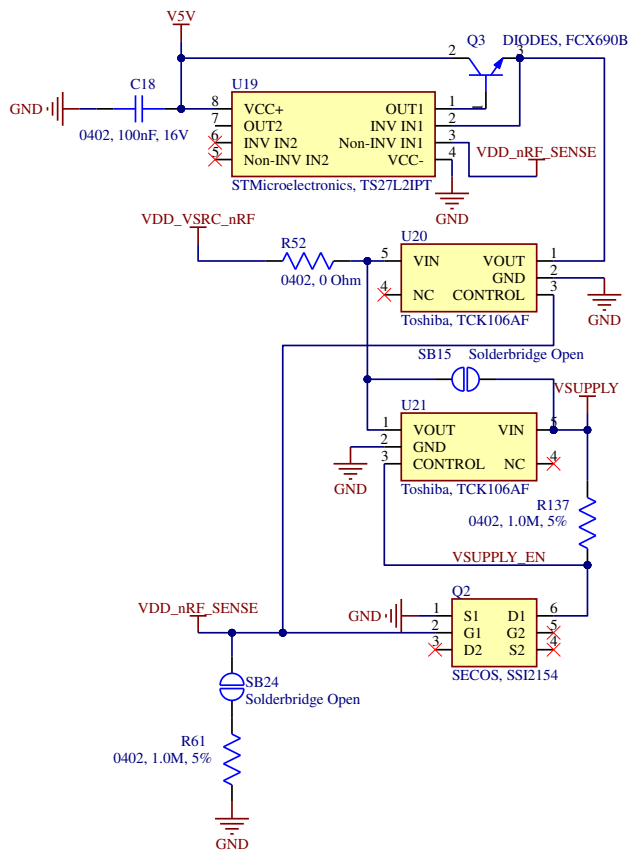 V5V
Q3
DIODES, FCX690B
2
3
1
C18
GND
0402, 100nF, 16V
U19
8 VCC+ OUT1 1
7 OUT2 INV IN1 2
6 INV IN2 Non-INV IN1 3
5 Non-INV IN2 VCC- 4
STMicroelectronics, TS27L2IPT
VDD_nRF_SENSE
GND
VDD_VSRC_nRF
R52
0402, 0 Ohm
U20
5 VIN VOUT 1
GND 2
4 NC CONTROL 3
Toshiba, TCK106AF
GND
SB15 Solderbridge Open
VSUPPLY
U21
1 VOUT VIN 5
2 GND
3 CONTROL NC 4
Toshiba, TCK106AF
GND
R137
0402, 1.0M, 5%
VSUPPLY_EN
Q2
VDD_nRF_SENSE
GND
1 S1 D1 6
2 G1 G2 5
3 D2 S2 4
SECOS, SSI2154
SB24
Solderbridge Open
R61
0402, 1.0M, 5%
GND